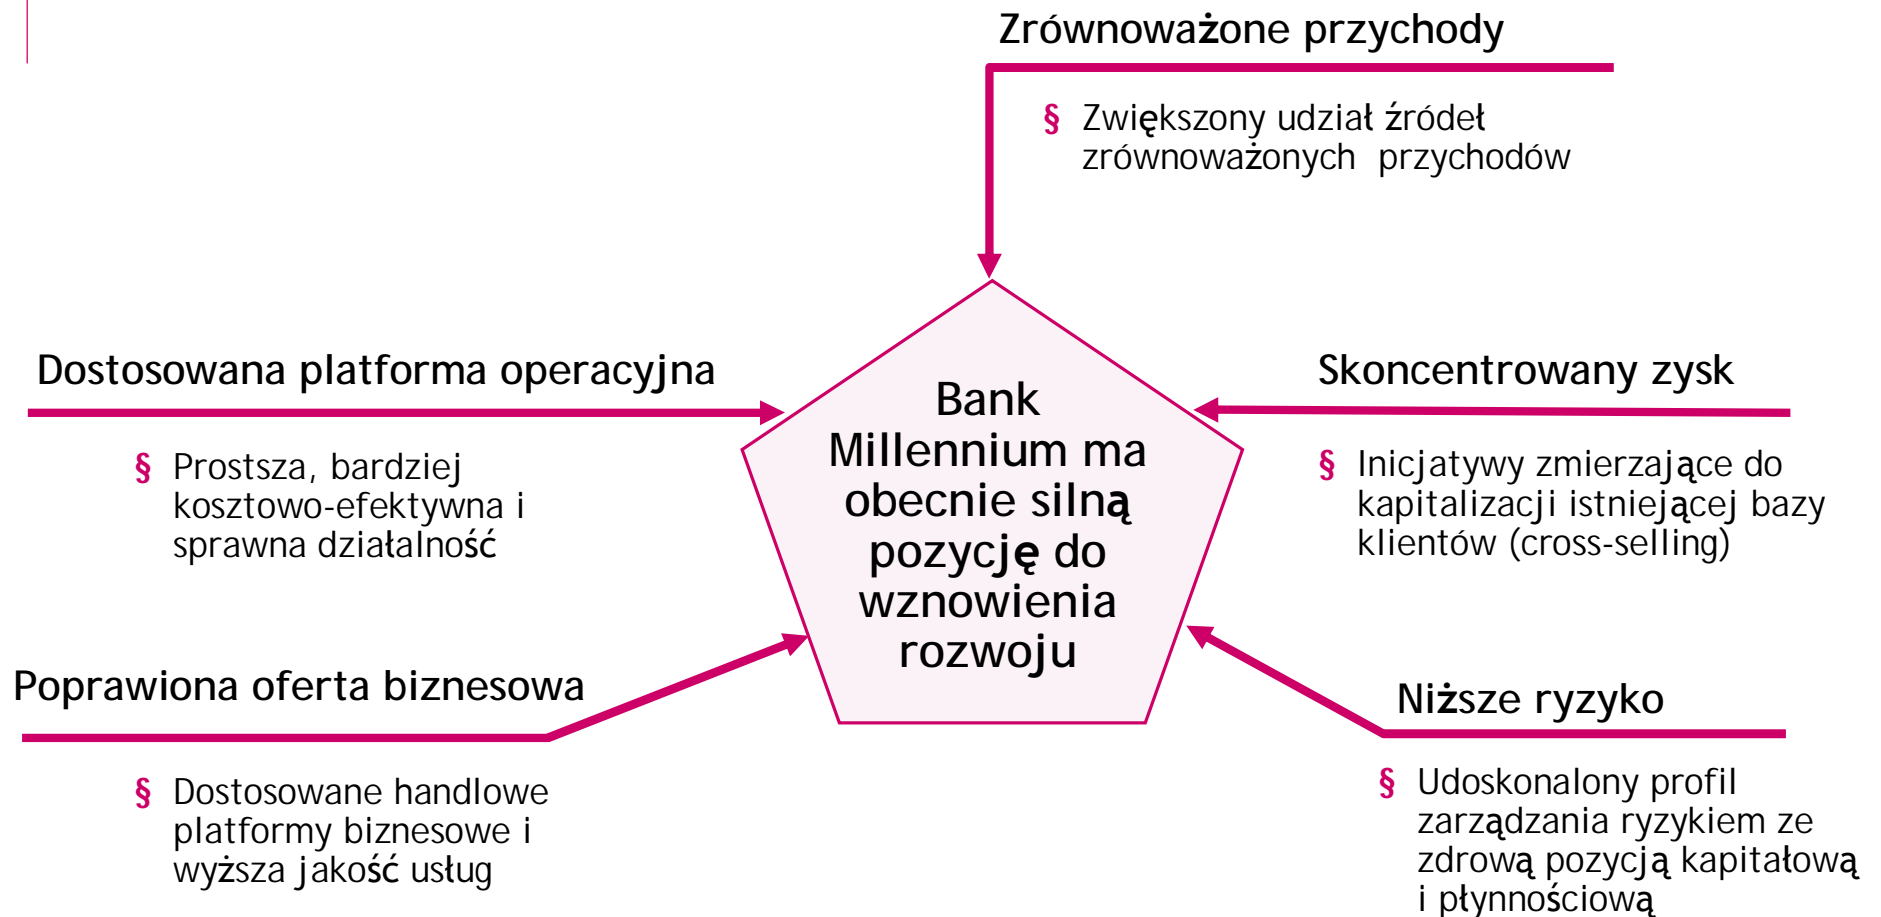 Zrównoważone przychody
§ Zwiększony udział źródeł
zrównoważonych przychodów
Dostosowana platforma operacyjna
§ Prostsza, bardziej
kosztowo-efektywna i
sprawna działalność
Bank
Millennium ma
obecnie silną
pozycję do
wznowienia
rozwoju
Skoncentrowany zysk
§ Inicjatywy zmierzające do
kapitalizacji istniejącej bazy
klientów (cross-selling)
Poprawiona oferta biznesowa
§ Dostosowane handlowe
platformy biznesowe i
wyższa jakość usług
Niższe ryzyko
§ Udoskonalony profil
zarządzania ryzykiem ze
zdrową pozycją kapitałową
i płynnościową